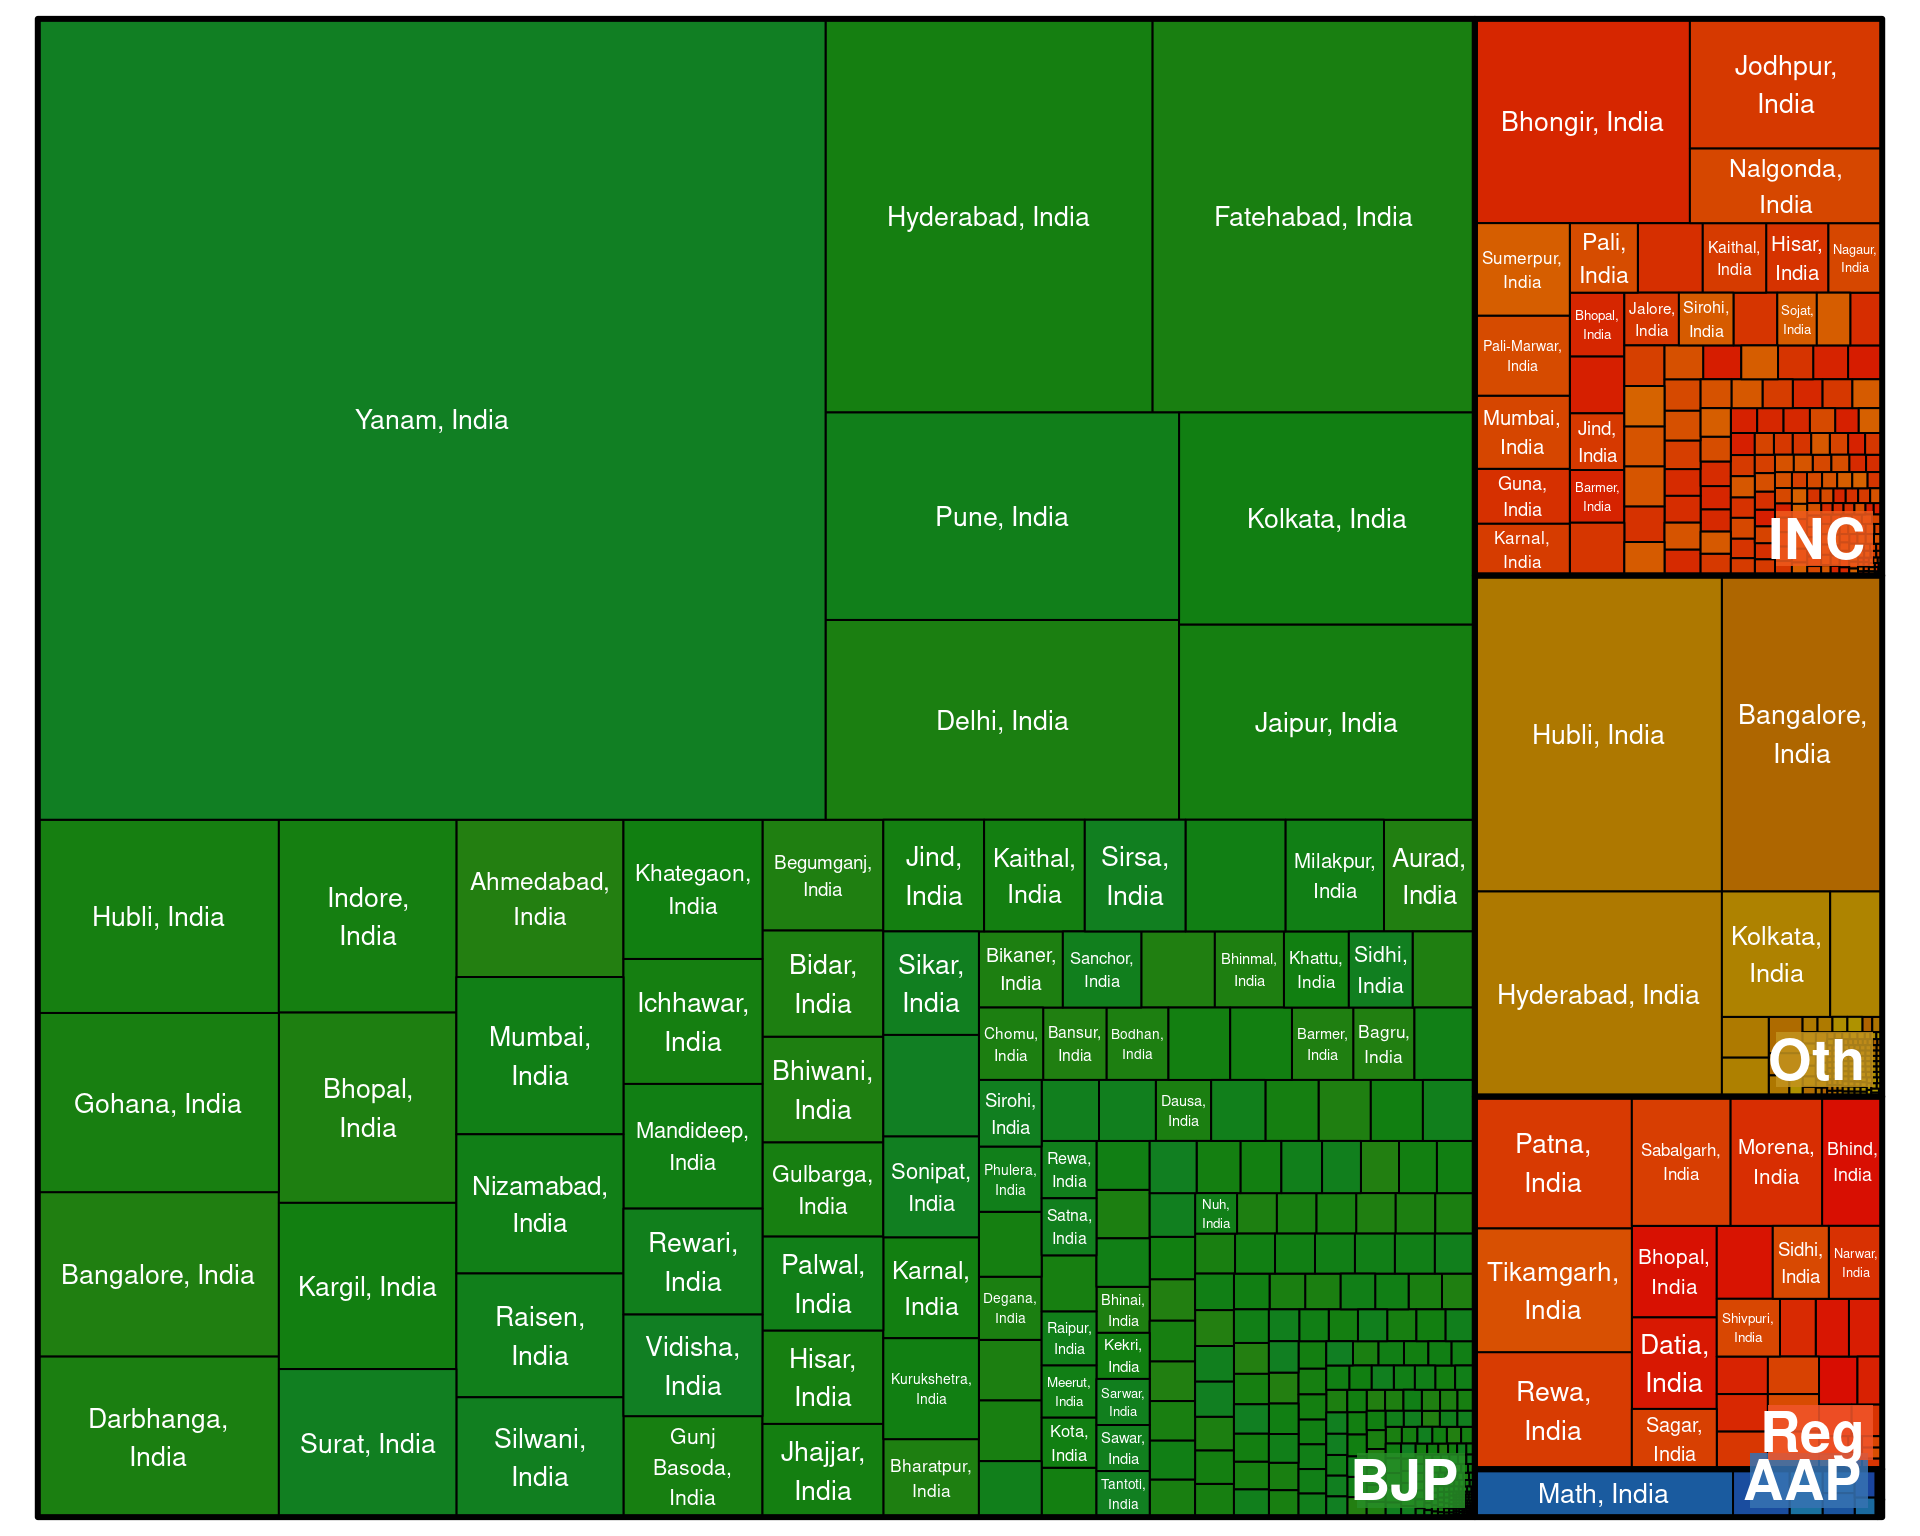 Yanam, India
Hyderabad, India
Fatehabad, India
Pune, India
Kolkata, India
Delhi, India
Jaipur, India
Hubli, India
Gohana, India
Bangalore, India
Darbhanga,
India
Indore,
India
Bhopal,
India
Kargil, India
Surat, India
Ahmedabad,
India
Mumbai,
India
Nizamabad,
India
Raisen,
India
Silwani,
India
Khategaon,
India
Ichhawar,
India
Mandideep,
India
Rewari,
India
Vidisha,
India
Gunj
Basoda,
India
Begumganj,
India
Bidar,
India
Bhiwani,
India
Gulbarga,
India
Palwal,
India
Hisar,
India
Jhajjar,
India
Jind,
India
Kaithal,
India
Sirsa,
India
Milakpur,
India
Aurad,
India
Sikar,
India
Sonipat,
India
Karnal,
India
Kurukshetra,
India
Bharatpur,
India
Bikaner,
India
Sanchor,
India
Bhinmal,
India
Khattu,
India
Sidhi,
India
Chomu,
India
Bansur,
India
Bodhan,
India
Barmer,
India
Bagru,
India
Sirohi,
India
Dausa,
India
Phulera,
India
Degana,
India
Rewa,
India
Satna,
India
Nuh,
India
Raipur,
India
Meerut,
India
Kota,
India
Bhinai,
India
Kekri,
India
Sarwar,
India
Sawar,
India
Tantoti,
India
BJP
Bhongir, India
Jodhpur,
India
Nalgonda,
India
Sumerpur,
India
Pali,
India
Kaithal,
India
Hisar,
India
Nagaur,
India
Pali-Marwar,
India
Bhopal,
India
Jalore,
India
Sirohi,
India
Sojat,
India
Mumbai,
India
Jind,
India
Guna,
India
Barmer,
India
Karnal,
India
INC
Hubli, India
Bangalore,
India
Hyderabad, India
Kolkata,
India
Oth
Patna,
India
Sabalgarh,
India
Morena,
India
Bhind,
India
Tikamgarh,
India
Bhopal,
India
Sidhi,
India
Narwar,
India
Shivpuri,
India
Rewa,
India
Datia,
India
Sagar,
India
Reg
Math, India
AAP